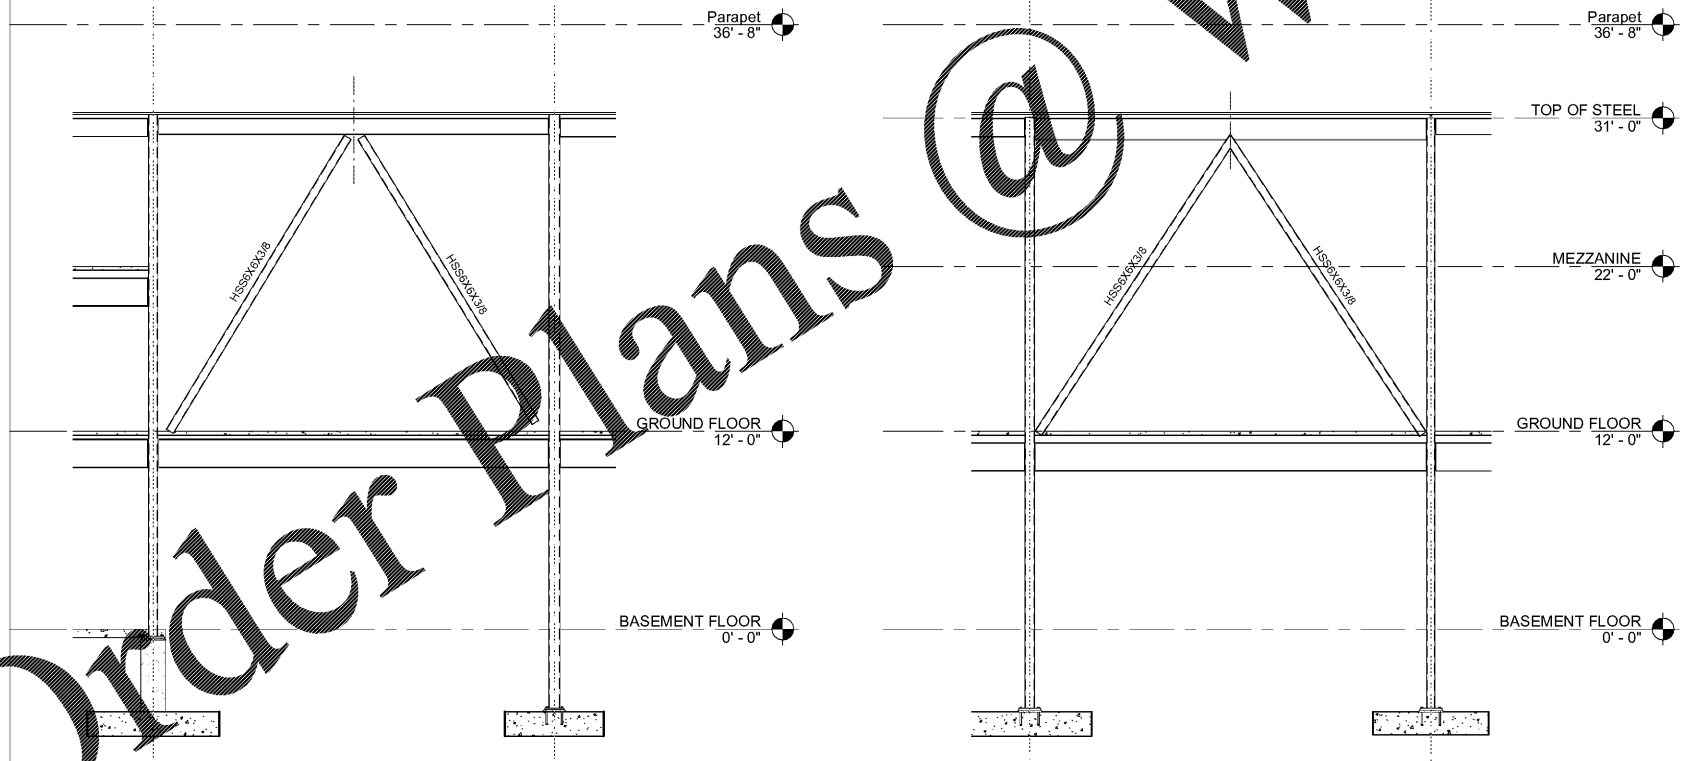 Parapet
36' - 8"
Parapet
36' - 8"
TOP OF STEEL
31' - 0"
HSS6X6X3/8
HSS6X6X3/8
HSS6X6X3/8
HSS6X6X3/8
MEZZANINE
22' - 0"
GROUND FLOOR
12' - 0"
GROUND FLOOR
12' - 0"
BASEMENT FLOOR
0' - 0"
BASEMENT FLOOR
0' - 0"
Order Plans @